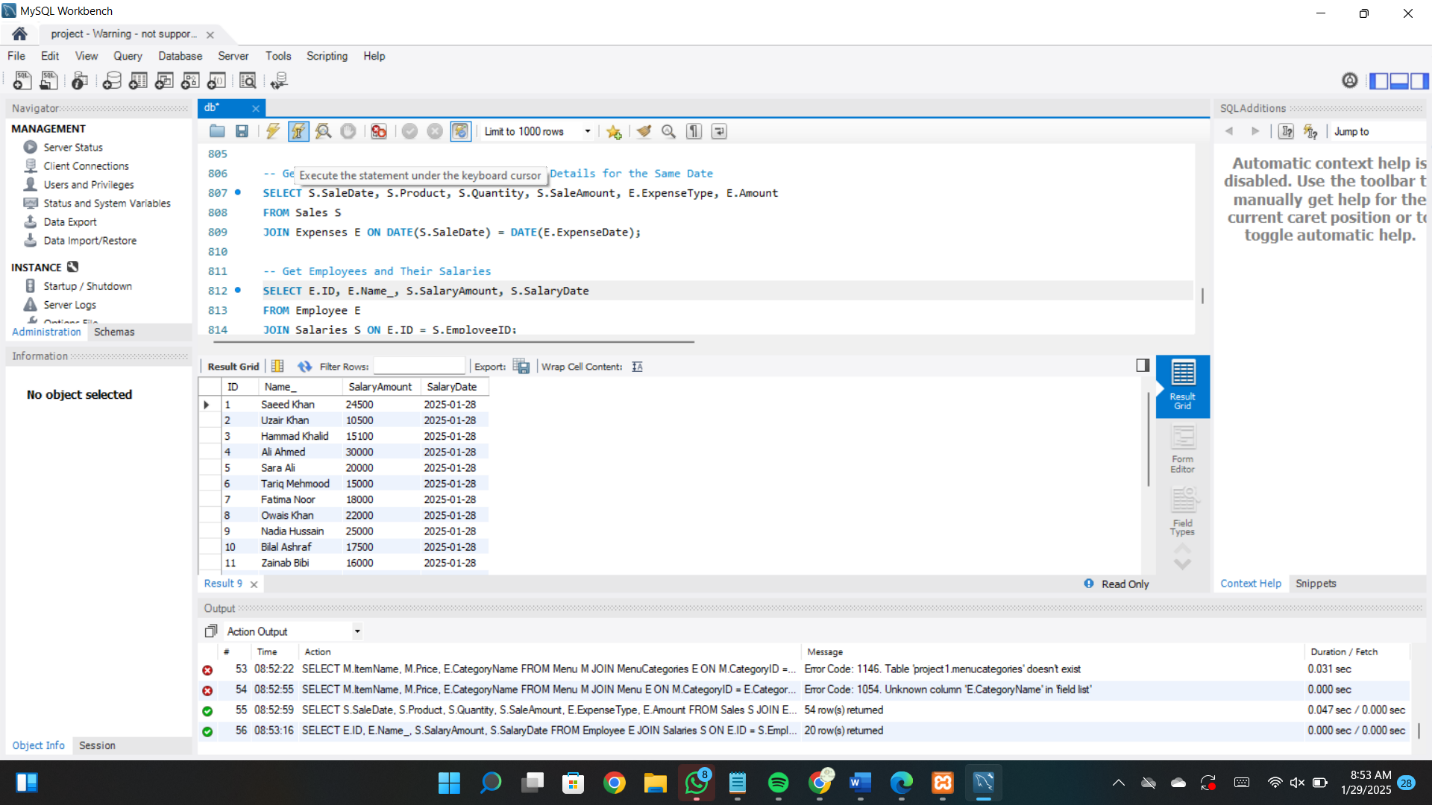 MySQL Workbench
project - Warning - not suppor...
File Edit View Query Database Server Tools Scripting Help
Navigator
MANAGEMENT
Server Status
Client Connections
Users and Privileges
Status and System Variables
Data Export
Data Import/Restore
INSTANCE
Startup / Shutdown
Server Logs
Options File
Administration Schemas
Information
No object selected
Object Info Session
db*
Limit to 1000 rows
805
806 -- Ge Details for the Same Date
Execute the statement under the keyboard cursor
807 SELECT S.SaleDate, S.Product, S.Quantity, S.SaleAmount, E.ExpenseType, E.Amount
808 FROM Sales S
809 JOIN Expenses E ON DATE(S.SaleDate) = DATE(E.ExpenseDate);
810
811 -- Get Employees and Their Salaries
812 SELECT E.ID, E.Name_, S.SalaryAmount, S.SalaryDate
813 FROM Employee E
814 JOIN Salaries S ON E.ID = S.EmployeeID;
Result Grid Filter Rows: Export: Wrap Cell Content:
ID Name_ SalaryAmount SalaryDate
1 Saeed Khan 24500 2025-01-28
2 Uzair Khan 10500 2025-01-28
3 Hammad Khalid 15100 2025-01-28
4 Ali Ahmed 30000 2025-01-28
5 Sara Ali 20000 2025-01-28
6 Tariq Mehmood 15000 2025-01-28
7 Fatima Noor 18000 2025-01-28
8 Owais Khan 22000 2025-01-28
9 Nadia Hussain 25000 2025-01-28
10 Bilal Ashraf 17500 2025-01-28
11 Zainab Bibi 16000 2025-01-28
Result Grid
Form Editor
Field Types
Result 9
Read Only
SQLAdditions
Jump to
Automatic context help is
disabled. Use the toolbar t
manually get help for the
current caret position or to
toggle automatic help.
Context Help Snippets
Output
Action Output
# Time Action Message Duration / Fetch
53 08:52:22 SELECT M.ItemName, M.Price, E.CategoryName FROM Menu M JOIN MenuCategories E ON M.CategoryID =... Error Code: 1146. Table 'project1.menucategories' doesn't exist 0.031 sec
54 08:52:55 SELECT M.ItemName, M.Price, E.CategoryName FROM Menu M JOIN Menu E ON M.CategoryID = E.Categor... Error Code: 1054. Unknown column 'E.CategoryName' in 'field list' 0.000 sec
55 08:52:59 SELECT S.SaleDate, S.Product, S.Quantity, S.SaleAmount, E.ExpenseType, E.Amount FROM Sales S JOIN E... 54 row(s) returned 0.047 sec / 0.000 sec
56 08:53:16 SELECT E.ID, E.Name_, S.SalaryAmount, S.SalaryDate FROM Employee E JOIN Salaries S ON E.ID = S.Empl... 20 row(s) returned 0.000 sec / 0.000 sec
8
8:53 AM
1/29/2025
28